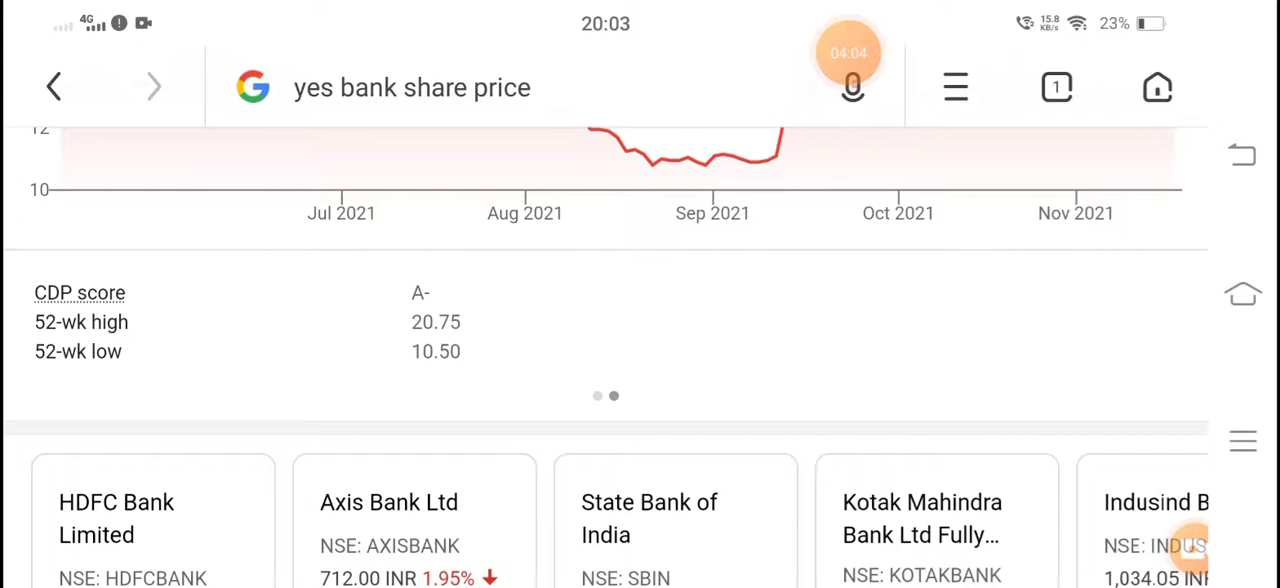 4G
20:03
15.8
KB/s
23%
04:04
yes bank share price
1
12
10
Jul 2021
Aug 2021
Sep 2021
Oct 2021
Nov 2021
CDP score A-
52-wk high 20.75
52-wk low 10.50
HDFC Bank
Limited
NSE: HDFCBANK
Axis Bank Ltd
NSE: AXISBANK
712.00 INR 1.95%
State Bank of
India
NSE: SBIN
Kotak Mahindra
Bank Ltd Fully...
NSE: KOTAKBANK
Indusind B
NSE: INDUS
1,034.05 INR